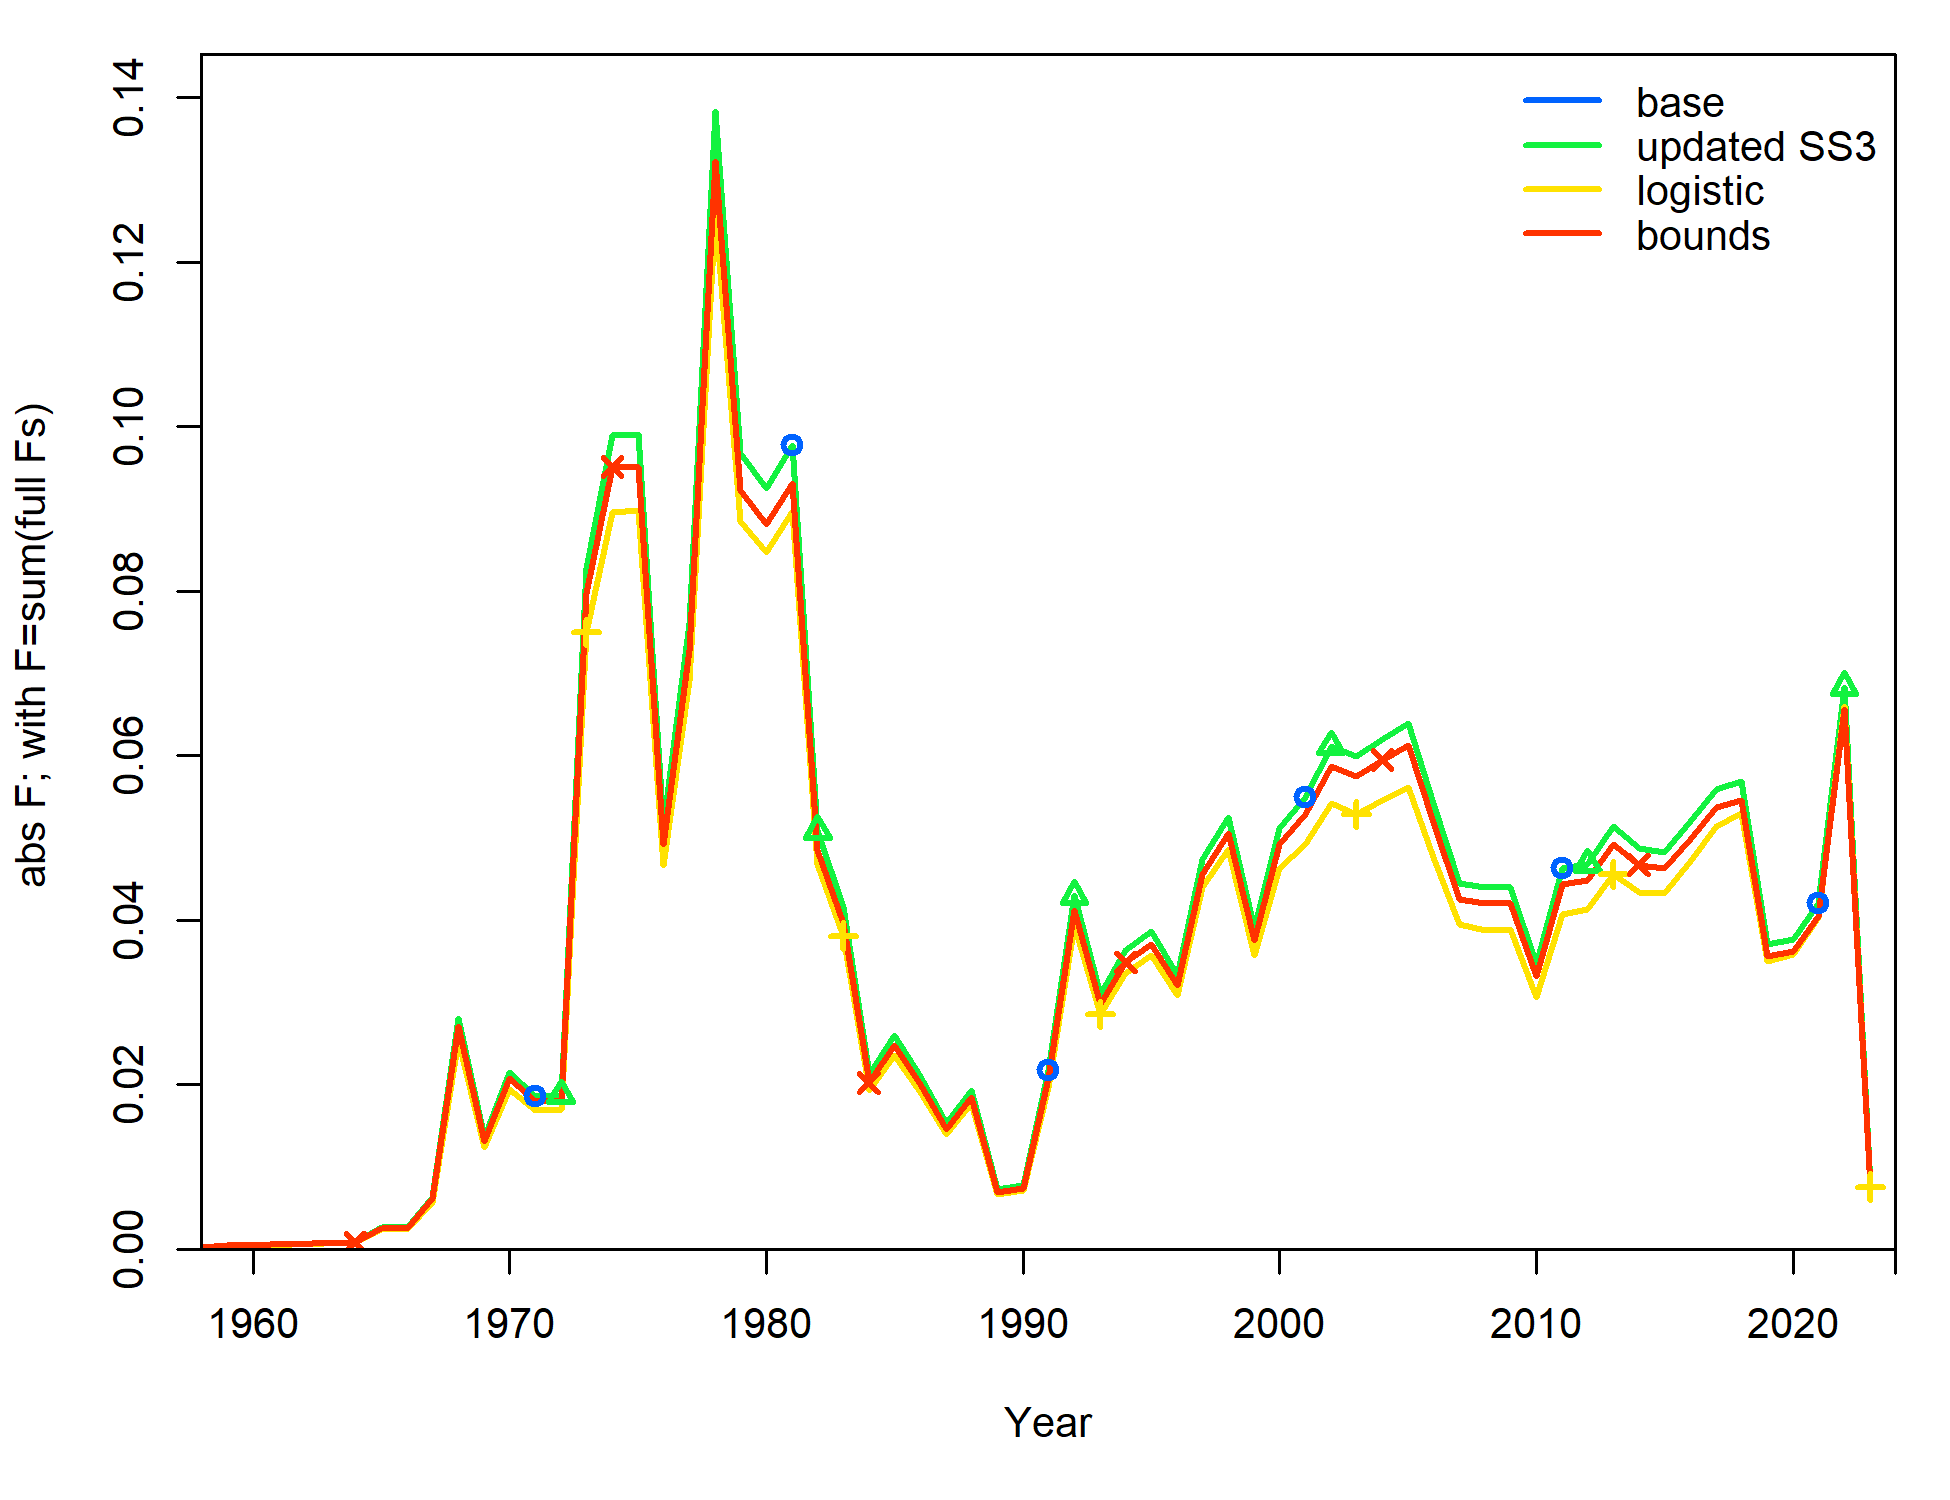 base
updated SS3
logistic
bounds
abs F; with F=sum(full Fs)
0.14
0.12
0.10
0.08
0.06
0.04
0.02
0.00
1960 1970 1980 1990 2000 2010 2020
Year